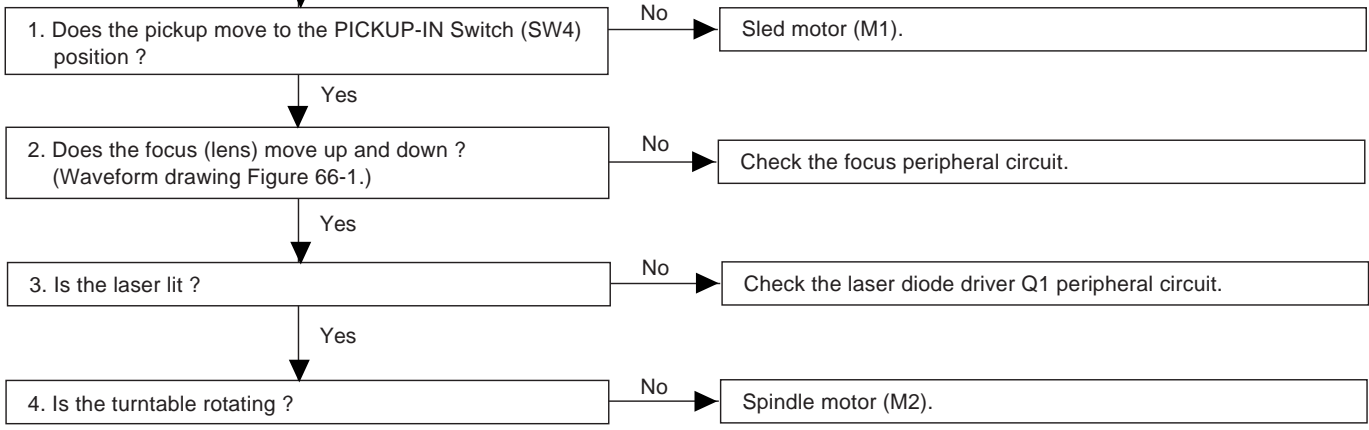 1. Does the pickup move to the PICKUP-IN Switch (SW4)
position ?
No
Sled motor (M1).
Yes
2. Does the focus (lens) move up and down ?
(Waveform drawing Figure 66-1.)
No
Check the focus peripheral circuit.
Yes
3. Is the laser lit ?
No
Check the laser diode driver Q1 peripheral circuit.
Yes
4. Is the turntable rotating ?
No
Spindle motor (M2).